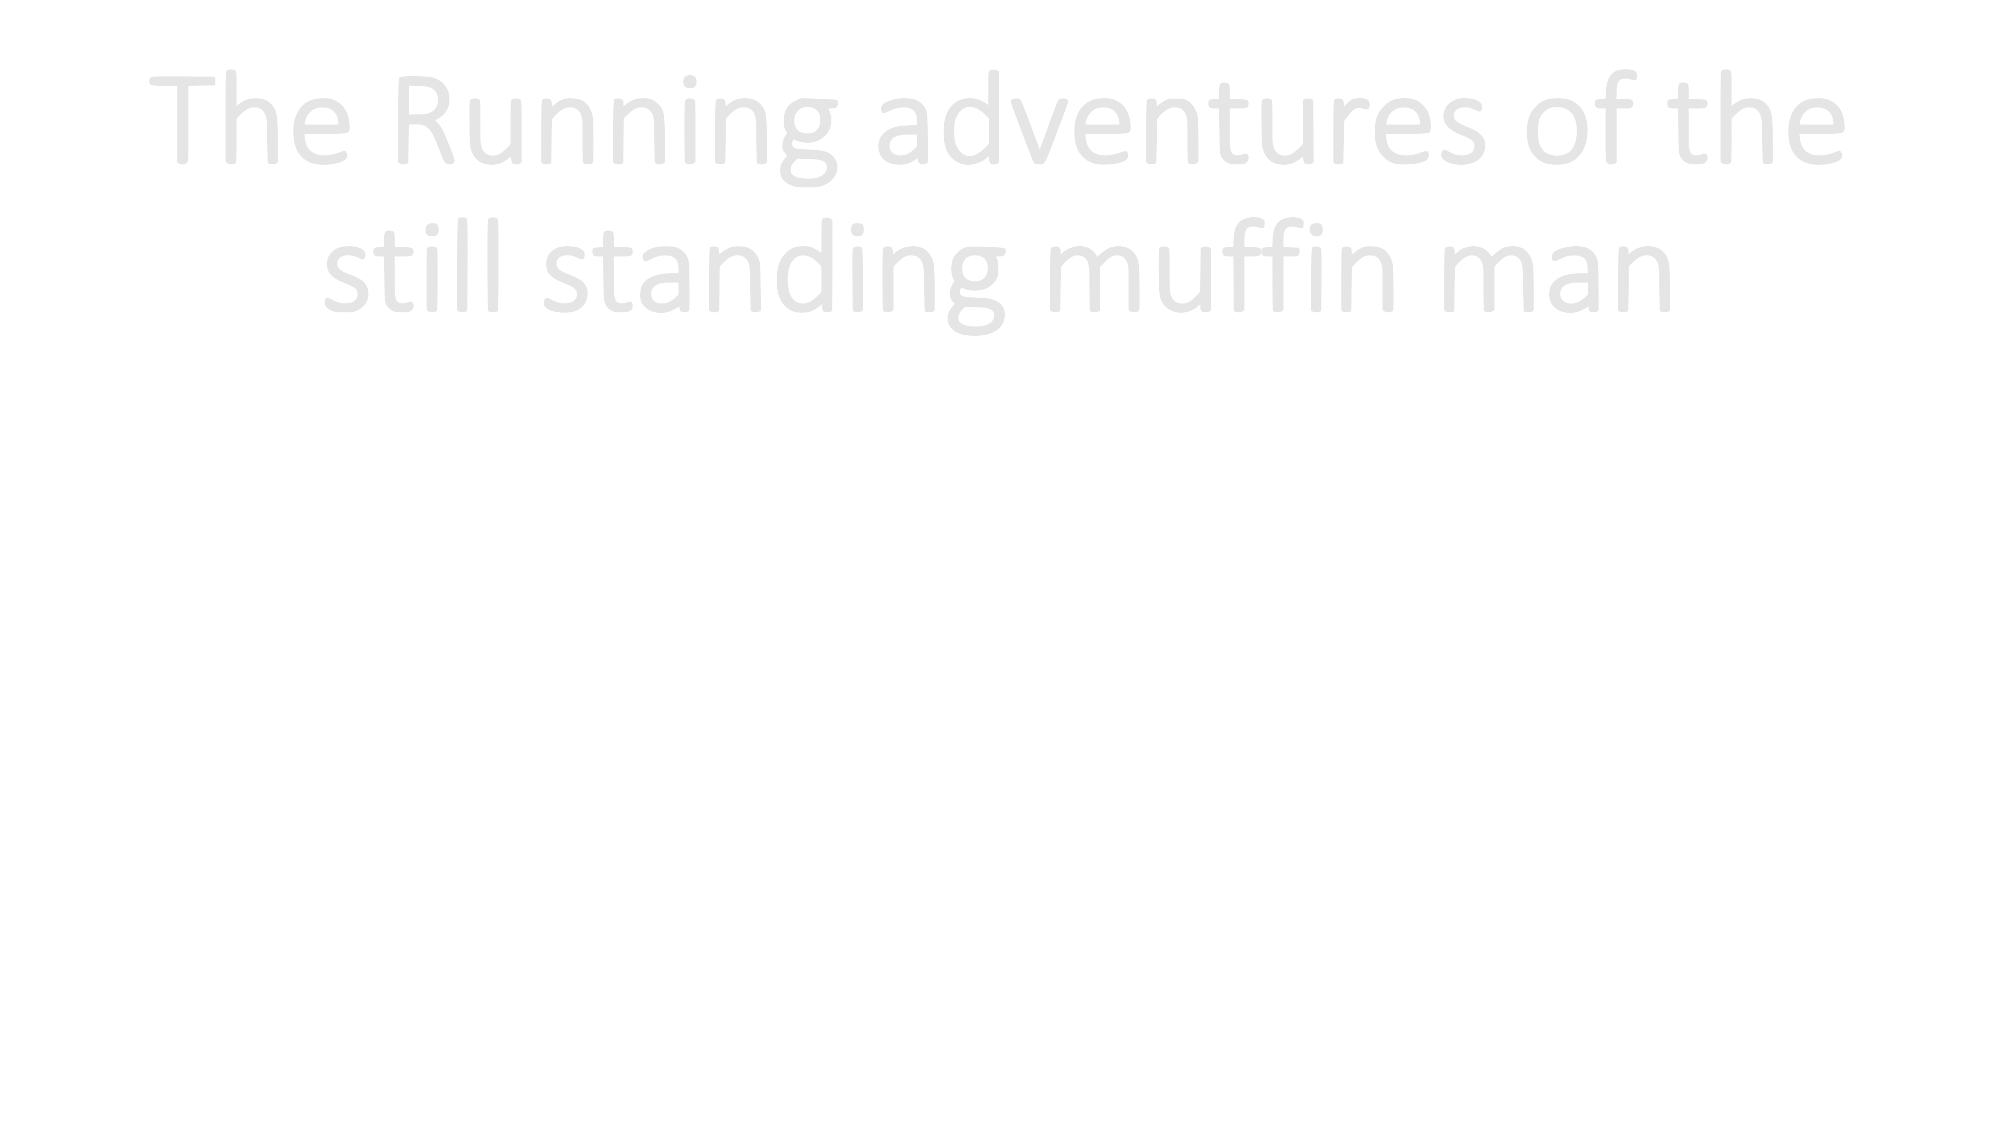 The Running adventures of the
still standing muffin man